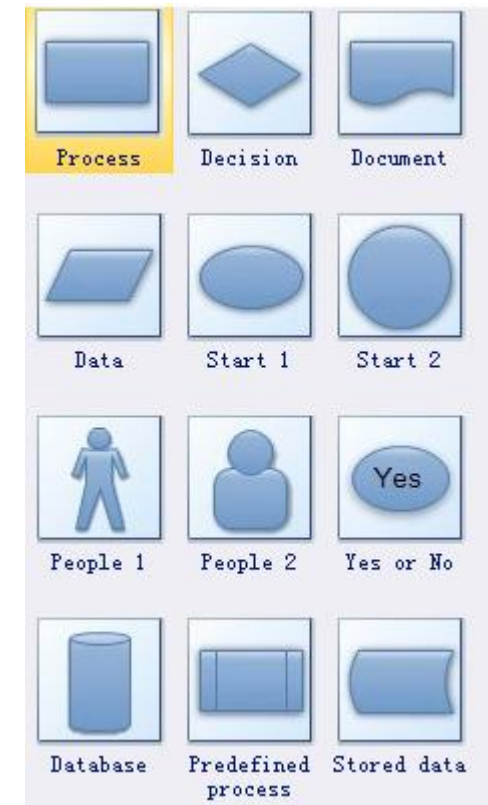 Process Decision Document
Data Start 1 Start 2
Yes
People 1 People 2 Yes or No
Database Predefined process Stored data